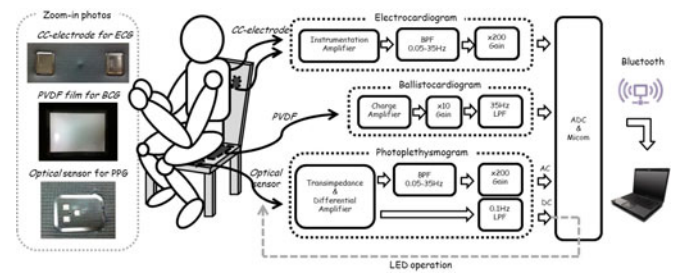 Zoom-in photos
CC-electrode for ECG
PVDF film for BCG
Optical sensor for PPG
CC-electrode
PVDF
Optical
sensor
Electrocardiogram
Instrumentation
Amplifier
BPF
0.05-35Hz
x200
Gain
Ballistocardiogram
Charge
Amplifier
x10
Gain
35Hz
LPF
Photoplethysmogram
Transimpedance
&
Differential
Amplifier
BPF
0.05-35Hz
x200
Gain
0.1Hz
LPF
AC
DC
ADC
&
Micom
LED operation
Bluetooth